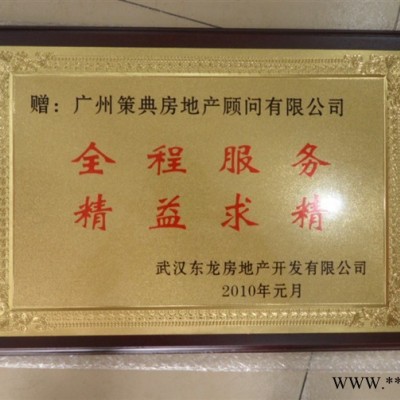 赠：广州策典房地产顾问有限公司
全程服务
精益求精
武汉东龙房地产开发有限公司
2010年元月
www.**